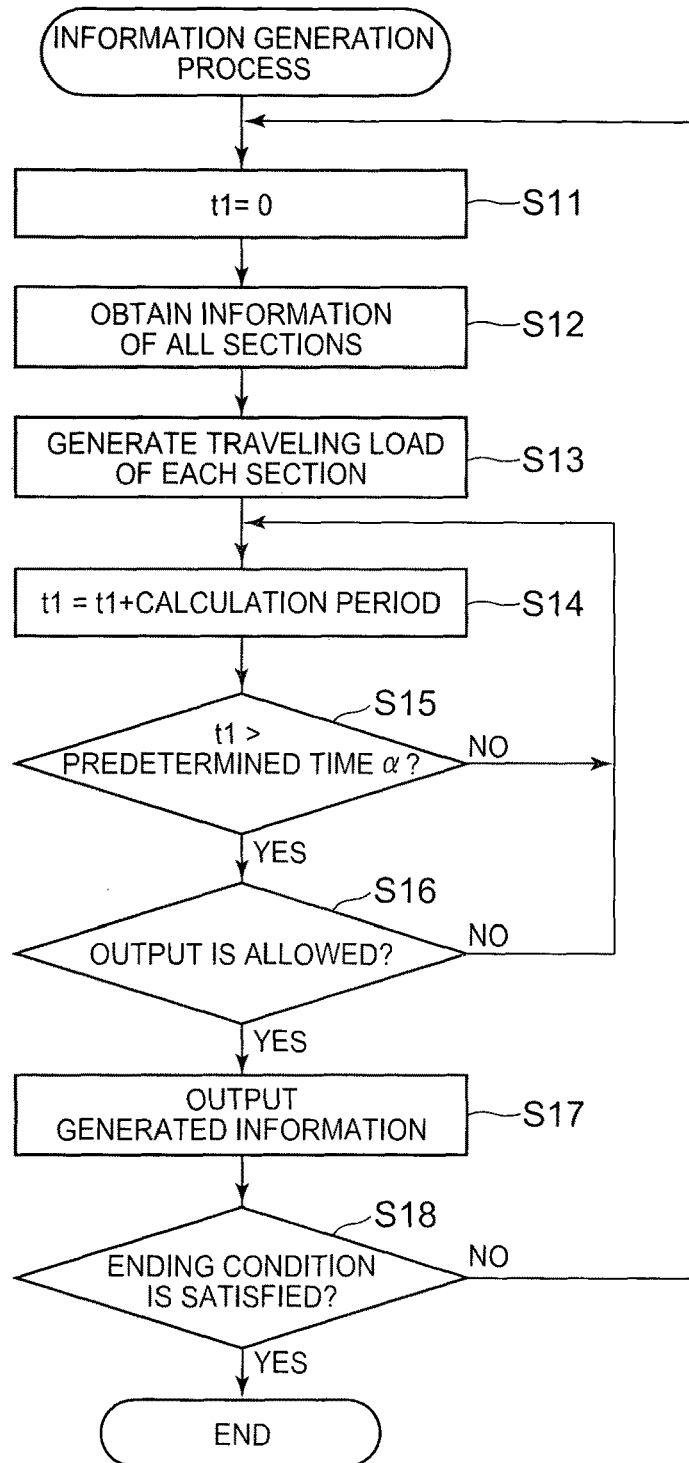 INFORMATION GENERATION
PROCESS
t1= 0
S11
OBTAIN INFORMATION
OF ALL SECTIONS
S12
GENERATE TRAVELING LOAD
OF EACH SECTION
S13
t1 = t1+CALCULATION PERIOD
S14
S15
t1 >
PREDETERMINED TIME α ?
NO
YES
S16
OUTPUT IS ALLOWED?
NO
YES
OUTPUT
GENERATED INFORMATION
S17
S18
ENDING CONDITION
IS SATISFIED?
NO
YES
END